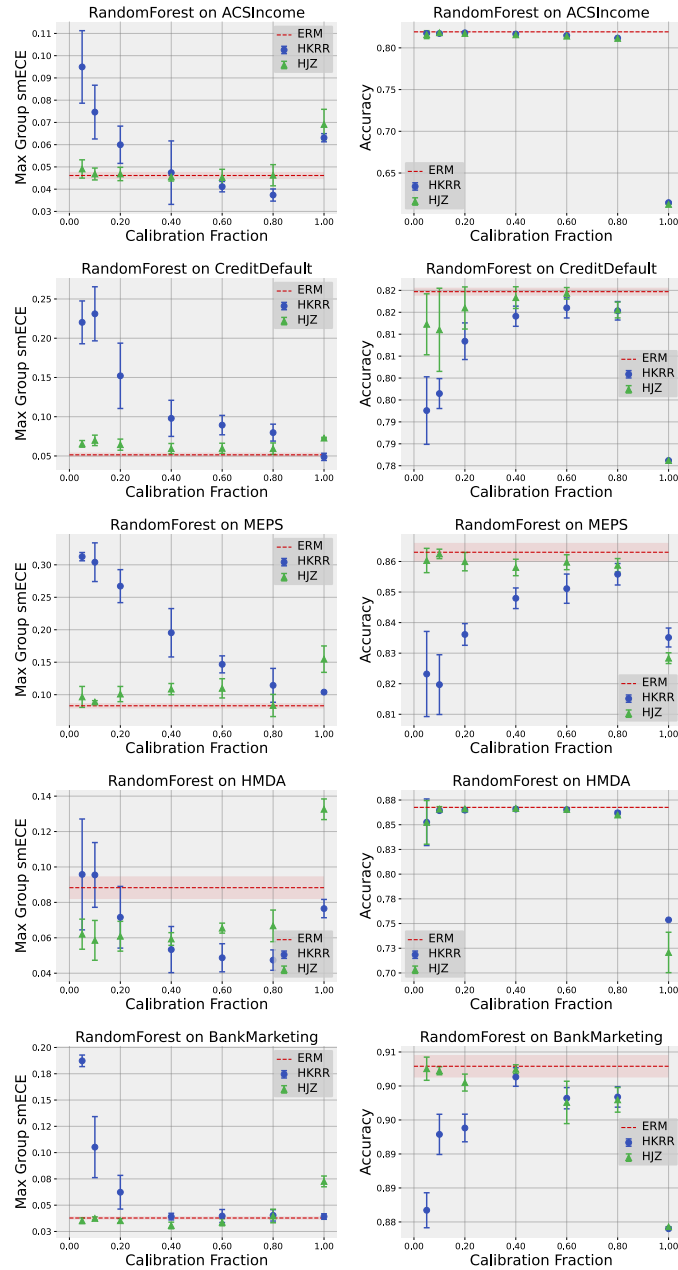 RandomForest on ACSIncome
Max Group smECE
0.11
0.10
0.09
0.08
0.07
0.06
0.05
0.04
0.03
ERM
HKRR
HJZ
0.00 0.20 0.40 0.60 0.80 1.00
Calibration Fraction
RandomForest on ACSIncome
Accuracy
0.80
0.75
0.70
0.65
ERM
HKRR
HJZ
0.00 0.20 0.40 0.60 0.80 1.00
Calibration Fraction
RandomForest on CreditDefault
Max Group smECE
0.25
0.20
0.15
0.10
0.05
ERM
HKRR
HJZ
0.00 0.20 0.40 0.60 0.80 1.00
Calibration Fraction
RandomForest on CreditDefault
Accuracy
0.82
0.82
0.81
0.81
0.80
0.80
0.79
0.79
0.78
ERM
HKRR
HJZ
0.00 0.20 0.40 0.60 0.80 1.00
Calibration Fraction
RandomForest on MEPS
Max Group smECE
0.30
0.25
0.20
0.15
0.10
ERM
HKRR
HJZ
0.00 0.20 0.40 0.60 0.80 1.00
Calibration Fraction
RandomForest on MEPS
Accuracy
0.86
0.85
0.84
0.83
0.82
0.81
ERM
HKRR
HJZ
0.00 0.20 0.40 0.60 0.80 1.00
Calibration Fraction
RandomForest on HMDA
Max Group smECE
0.14
0.12
0.10
0.08
0.06
0.04
ERM
HKRR
HJZ
0.00 0.20 0.40 0.60 0.80 1.00
Calibration Fraction
RandomForest on HMDA
Accuracy
0.88
0.85
0.83
0.80
0.78
0.75
0.73
0.70
ERM
HKRR
HJZ
0.00 0.20 0.40 0.60 0.80 1.00
Calibration Fraction
RandomForest on BankMarketing
Max Group smECE
0.20
0.18
0.15
0.12
0.10
0.08
0.05
0.03
ERM
HKRR
HJZ
0.00 0.20 0.40 0.60 0.80 1.00
Calibration Fraction
RandomForest on BankMarketing
Accuracy
0.91
0.90
0.90
0.89
0.89
0.88
ERM
HKRR
HJZ
0.00 0.20 0.40 0.60 0.80 1.00
Calibration Fraction